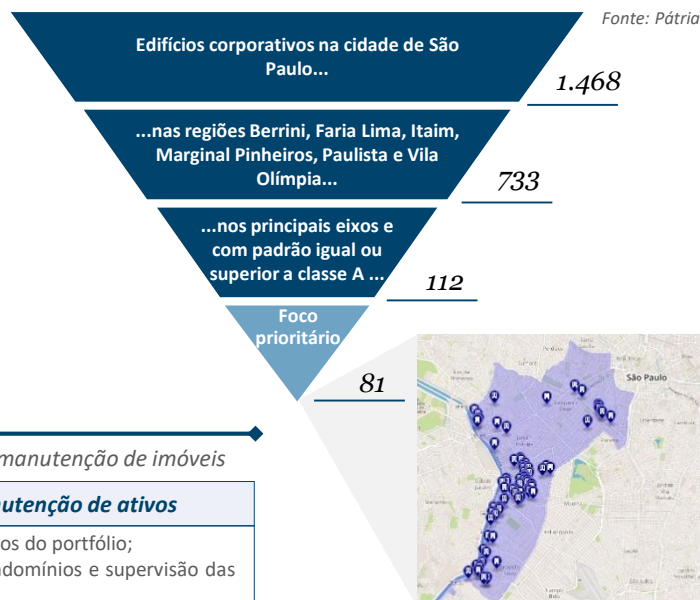 Fonte: Pátria
Edifícios corporativos na cidade de São
Paulo...
1.468
...nas regiões Berrini, Faria Lima, Itaim,
Marginal Pinheiros, Paulista e Vila
Olímpia...
733
...nos principais eixos e
com padrão igual ou
superior a classe A ...
112
Foco
prioritário
81
São Paulo
manutenção de imóveis
nutenção de ativos
os do portfólio;
ndomínios e supervisão das